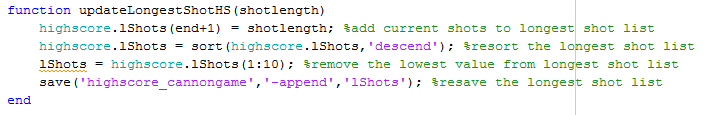 function updateLongestShotHS(shotlength)
highscore.lShots(end+1) = shotlength; %add current shots to longest shot list
highscore.lShots = sort(highscore.lShots,'descend'); %resort the longest shot list
lShots = highscore.lShots(1:10); %remove the lowest value from longest shot list
save('highscore_cannongame','-append','lShots'); %resave the longest shot list
end